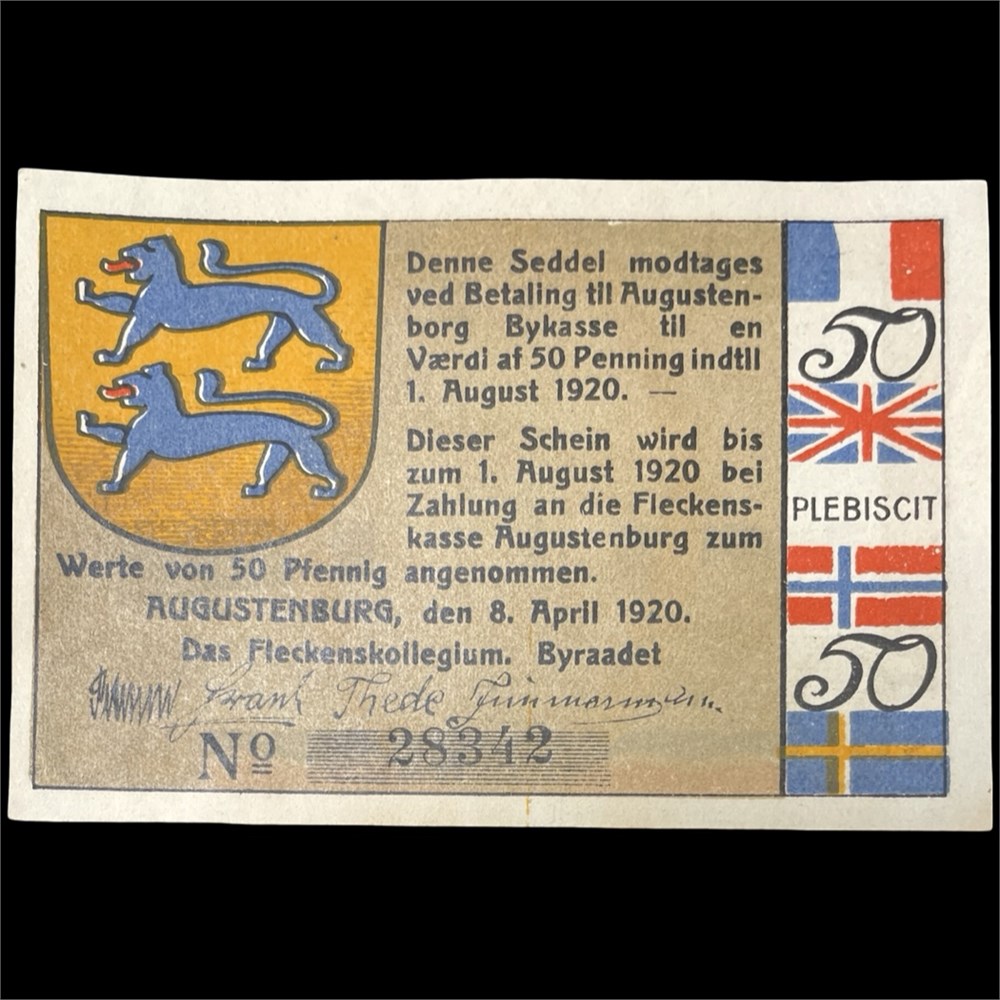 Denne Seddel modtages
ved Betaling til Augusten-
borg Bykasse til en
Værdi af 50 Penning indtil
1. August 1920. —
Dieser Schein wird bis
zum 1. August 1920 bei
Zahlung an die Fleckens-
kasse Augustenburg zum
Werte von 50 Pfennig angenommen.
AUGUSTENBURG, den 8. April 1920.
Das Fleckenskollegium. Byraadet
Frank Thede Zimmermann
Nº 28342
50
PLEBISCIT
50